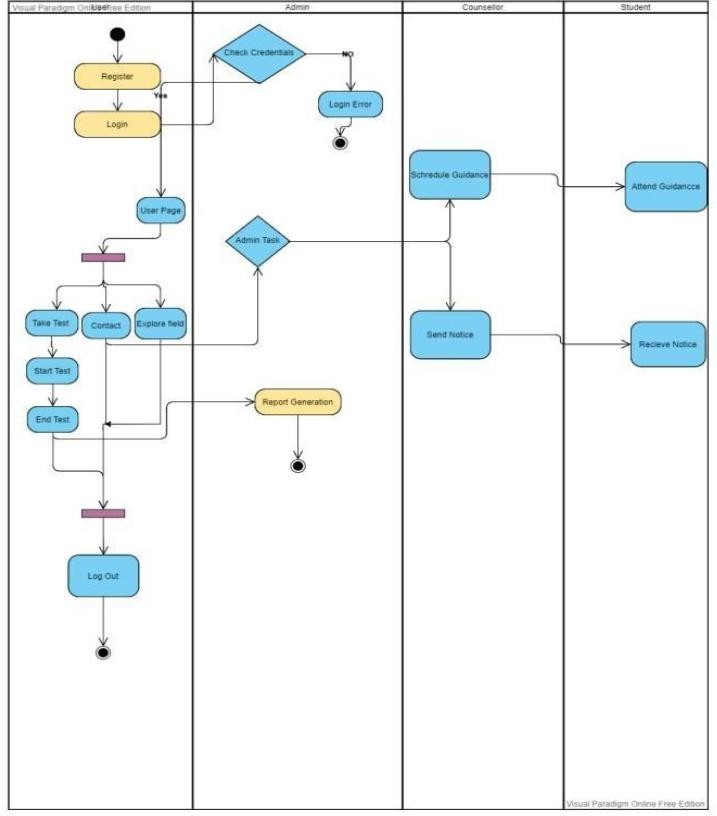 Visual Paradigm Online Free Edition
User
Admin
Counsellor
Student
Check Credentials
NO
Register
Yes
Login Error
Login
Schredule Guidance
Attend Guidancce
User Page
Admin Task
Take Test
Contact
Explore field
Send Notice
Recieve Notice
Start Test
Report Generation
End Test
Log Out
Visual Paradigm Online Free Edition